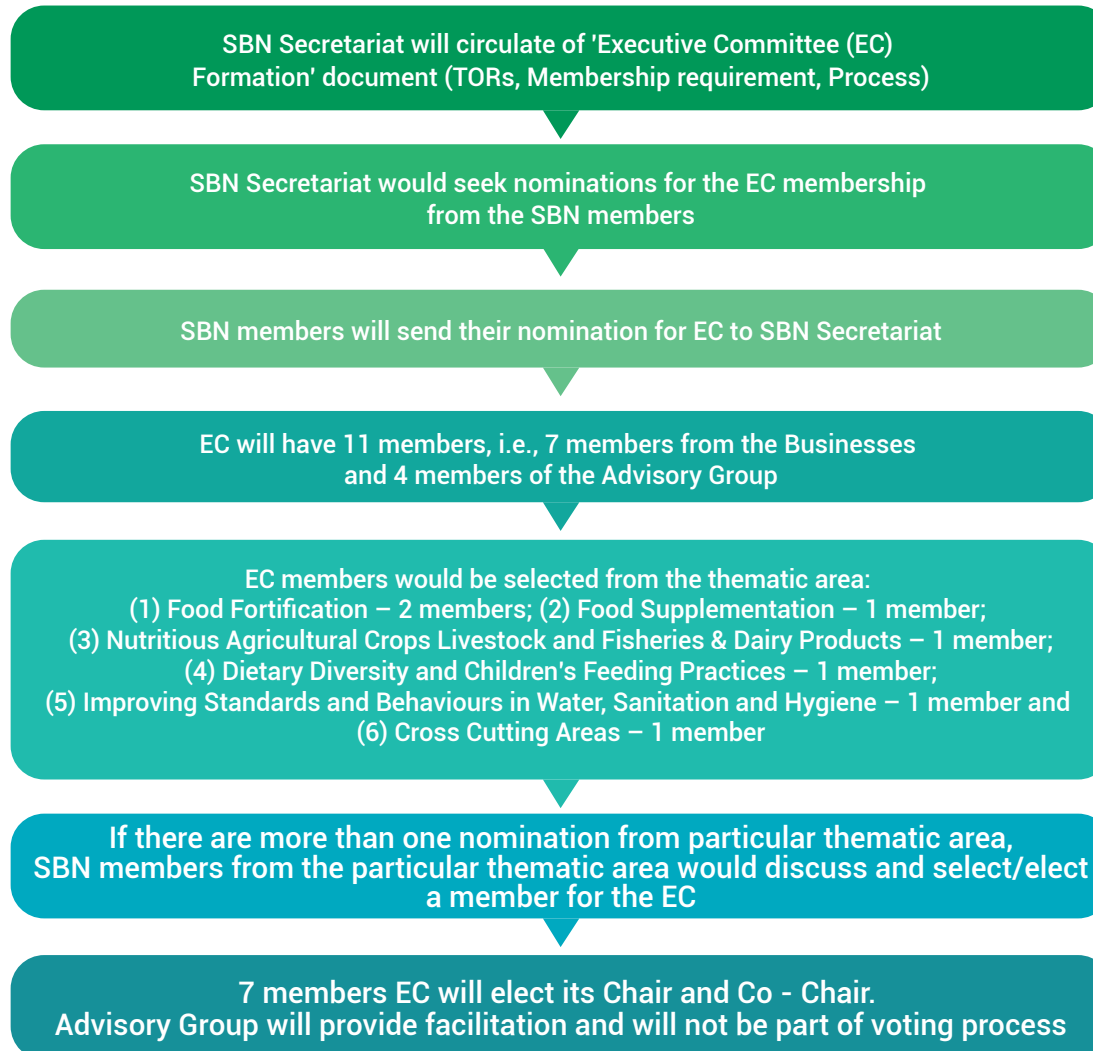 SBN Secretariat will circulate of 'Executive Committee (EC)
Formation' document (TORs, Membership requirement, Process)
SBN Secretariat would seek nominations for the EC membership
from the SBN members
SBN members will send their nomination for EC to SBN Secretariat
EC will have 11 members, i.e., 7 members from the Businesses
and 4 members of the Advisory Group
EC members would be selected from the thematic area:
(1) Food Fortification – 2 members; (2) Food Supplementation – 1 member;
(3) Nutritious Agricultural Crops Livestock and Fisheries & Dairy Products – 1 member;
(4) Dietary Diversity and Children's Feeding Practices – 1 member;
(5) Improving Standards and Behaviours in Water, Sanitation and Hygiene – 1 member and
(6) Cross Cutting Areas – 1 member
If there are more than one nomination from particular thematic area,
SBN members from the particular thematic area would discuss and select/elect
a member for the EC
7 members EC will elect its Chair and Co - Chair.
Advisory Group will provide facilitation and will not be part of voting process